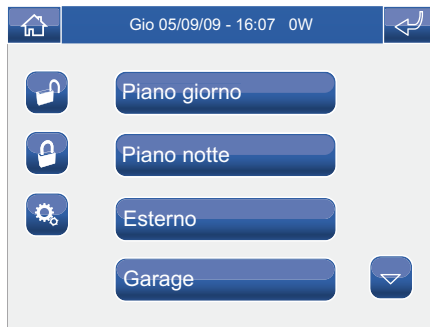 Gio 05/09/09 - 16:07 0W
Piano giorno
Piano notte
Esterno
Garage